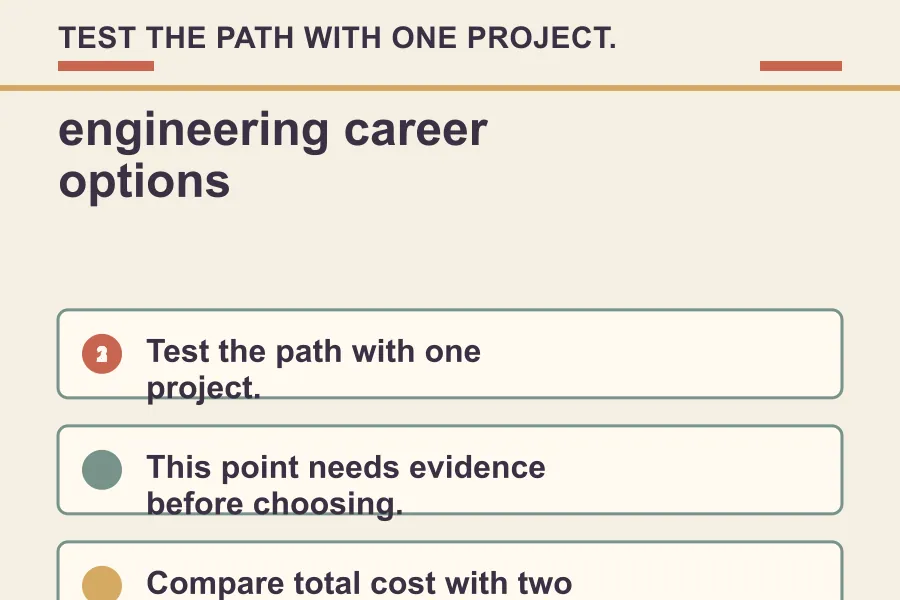 TEST THE PATH WITH ONE PROJECT.
engineering career
options
Test the path with one
project.
This point needs evidence
before choosing.
Compare total cost with two